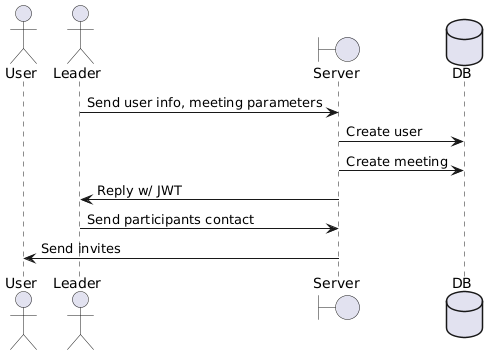 User
Leader
Server
DB
Send user info, meeting parameters
Create user
Create meeting
Reply w/ JWT
Send participants contact
Send invites
User
Leader
Server
DB